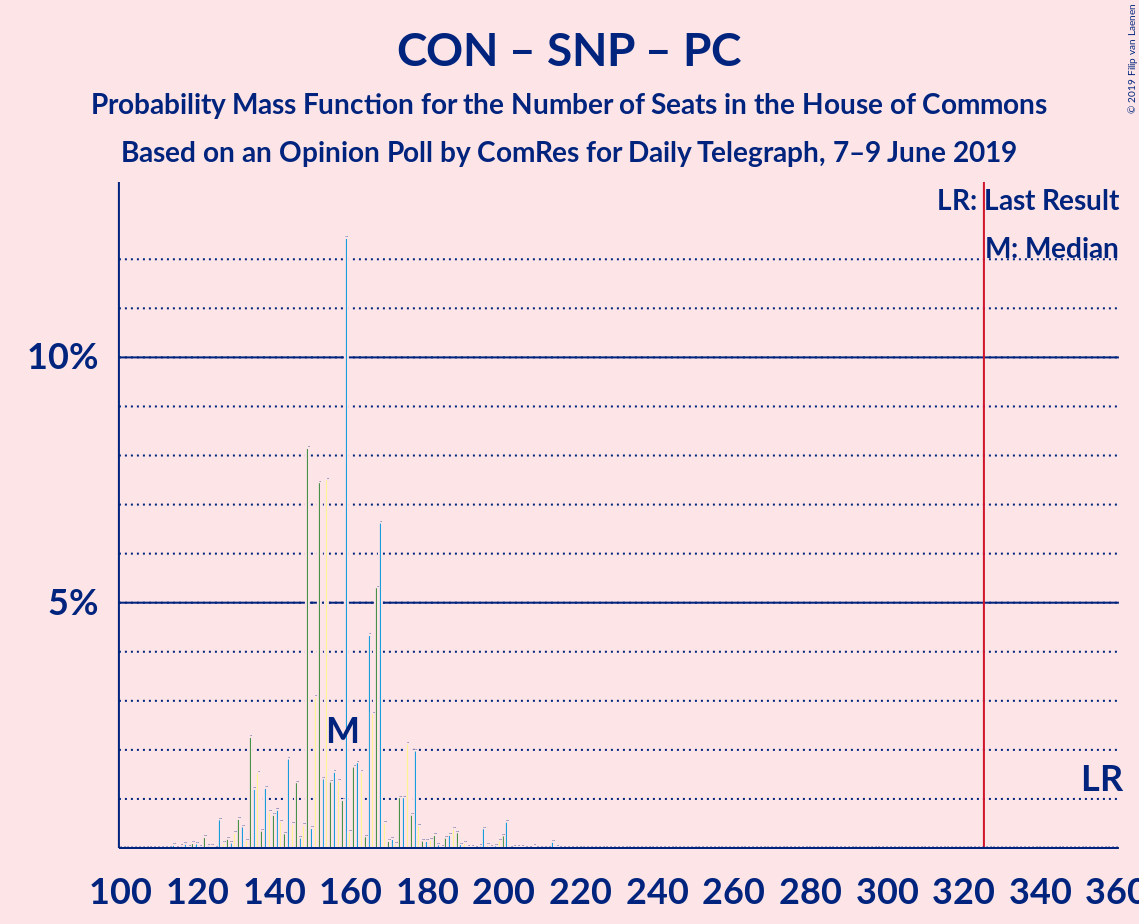 CON – SNP – PC
Probability Mass Function for the Number of Seats in the House of Commons
Based on an Opinion Poll by ComRes for Daily Telegraph, 7–9 June 2019
© 2019 Filip van Laenen
LR: Last Result
M: Median
10%
5%
M
LR
100 120 140 160 180 200 220 240 260 280 300 320 340 360